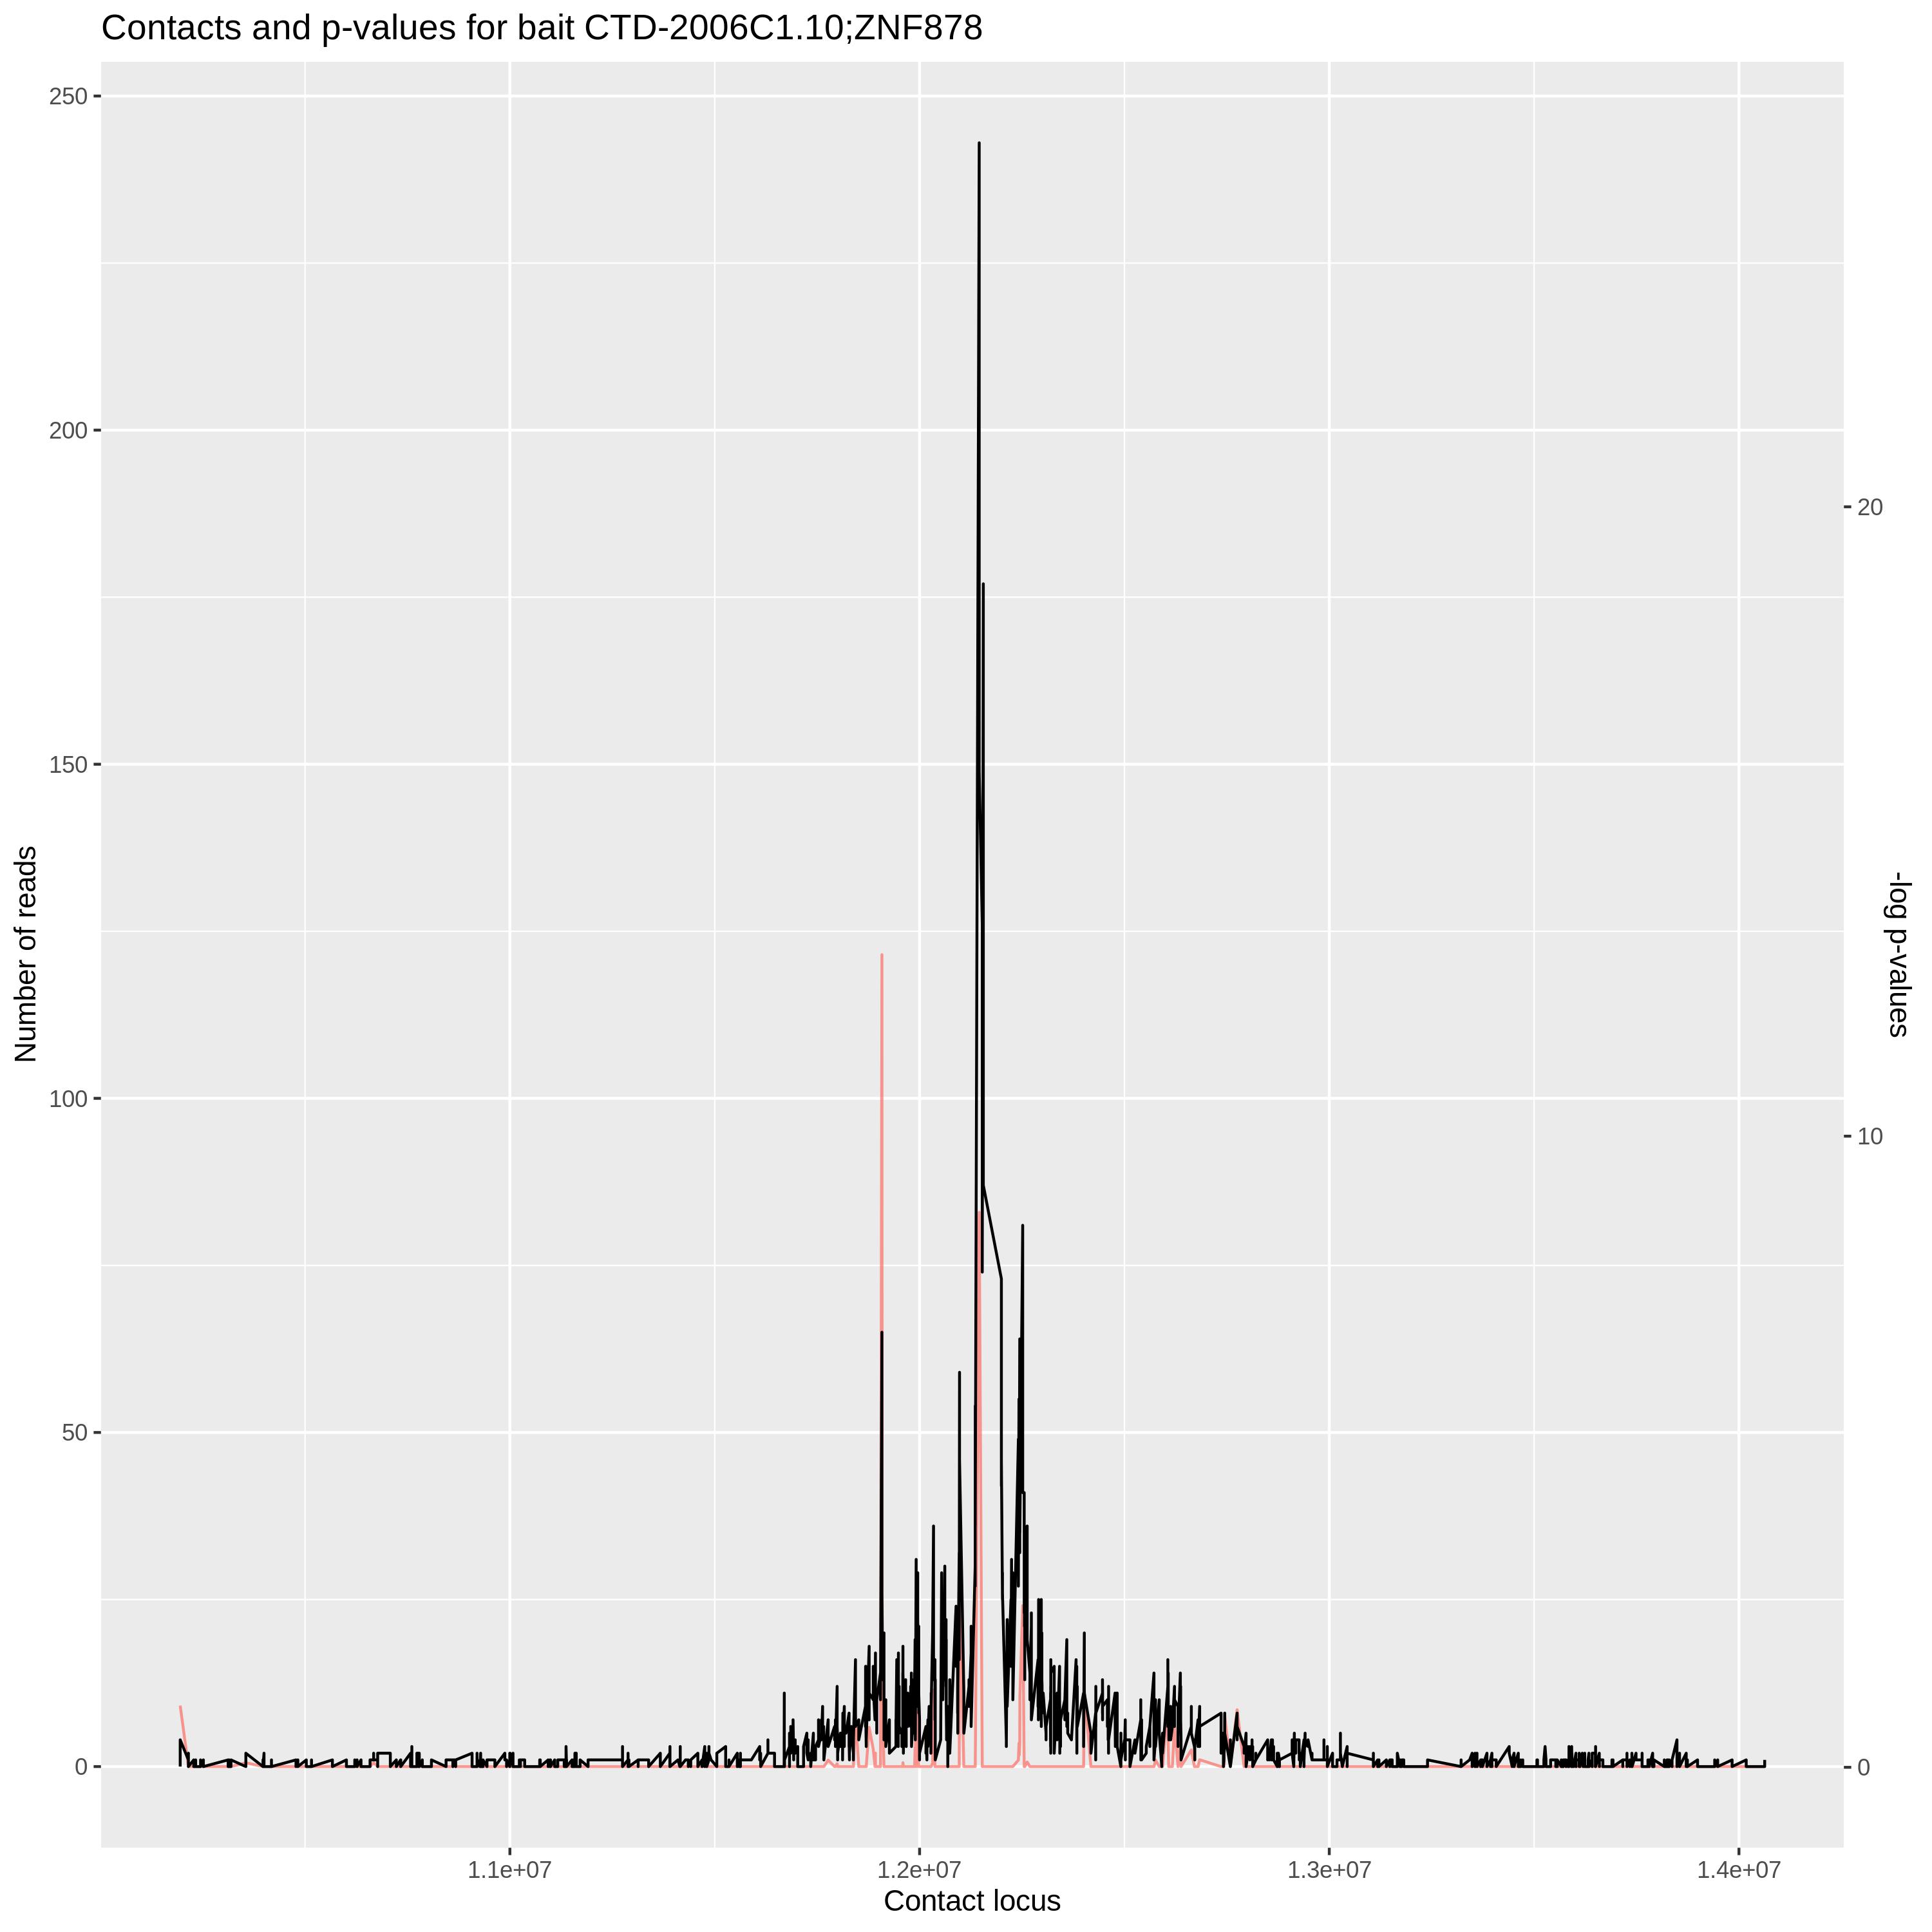 Contacts and p-values for bait CTD-2006C1.10;ZNF878
250
200
150
100
50
0
Number of reads
20
10
0
-log p-values
1.1e+07
1.2e+07
1.3e+07
1.4e+07
Contact locus